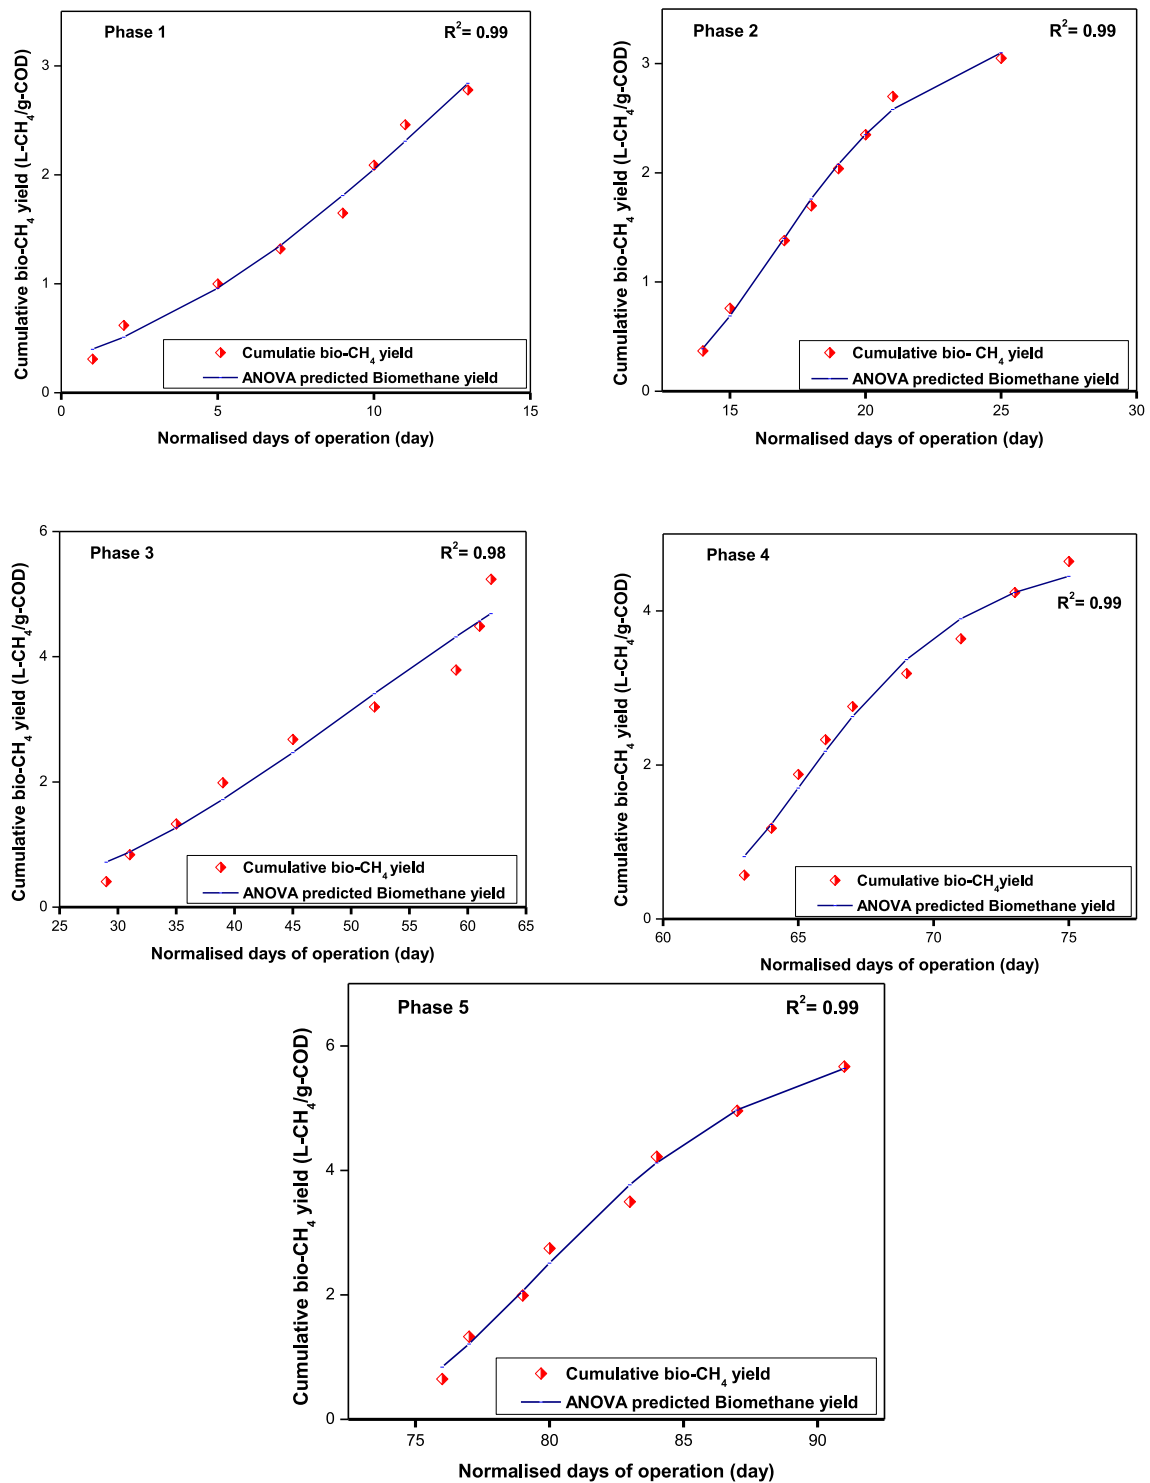 Phase 1
R²= 0.99
Cumulative bio-CH₄ yield (L-CH₄/g-COD)
3
2
1
0
Cumulatie bio-CH₄ yield
ANOVA predicted Biomethane yield
0 5 10 15
Normalised days of operation (day)
Phase 2
R²= 0.99
Cumulative bio-CH₄ yield (L-CH₄/g-COD)
3
2
1
0
Cumulative bio- CH₄ yield
ANOVA predicted Biomethane yield
15 20 25 30
Normalised days of operation (day)
Phase 3
R²= 0.98
Cumulative bio-CH₄ yield (L-CH₄/g-COD)
6
4
2
0
Cumulative bio-CH₄ yield
ANOVA predicted Biomethane yield
25 30 35 40 45 50 55 60 65
Normalised days of operation (day)
Phase 4
R²= 0.99
Cumulative bio-CH₄ yield (L-CH₄/g-COD)
4
2
0
Cumulative bio-CH₄yield
ANOVA predicted Biomethane yield
60 65 70 75
Normalised days of operation (day)
Phase 5
R²= 0.99
Cumulative bio-CH₄ yield (L-CH₄/g-COD)
6
4
2
0
Cumulative bio-CH₄ yield
ANOVA predicted Biomethane yield
75 80 85 90
Normalised days of operation (day)